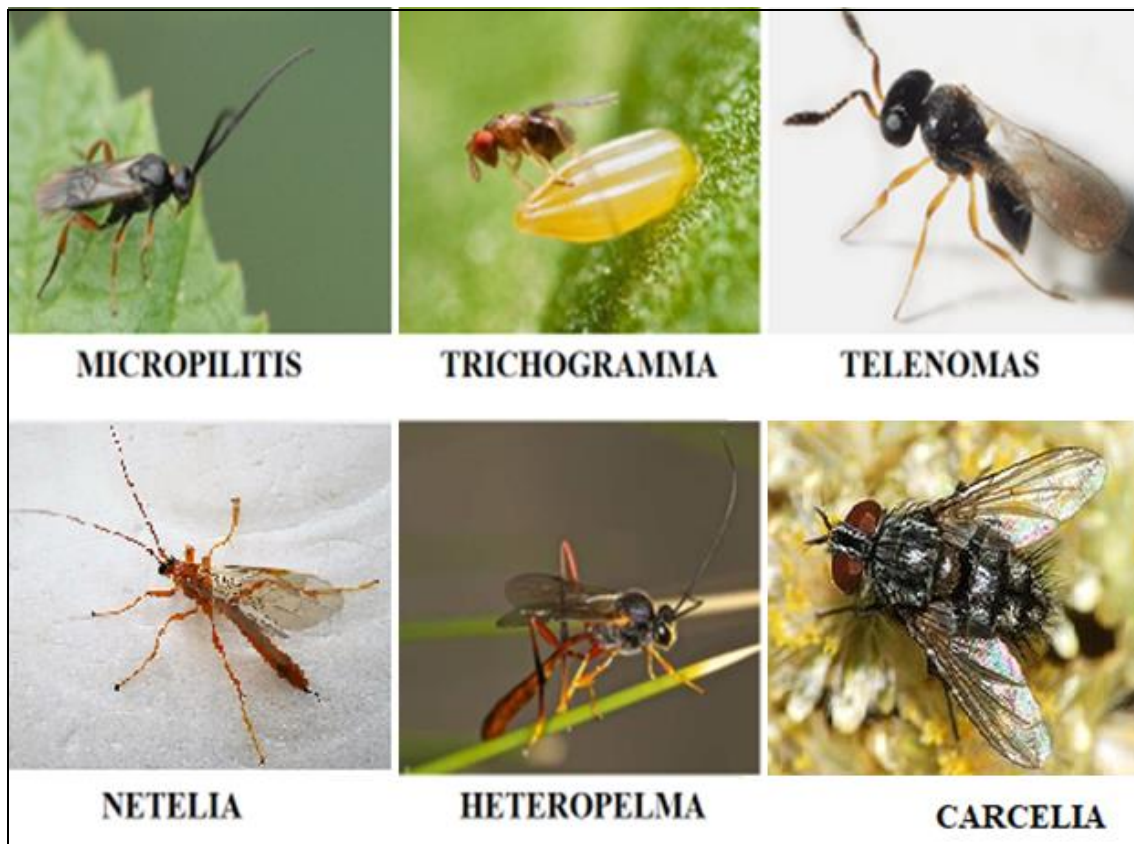 MICROPILITIS
TRICHOGRAMMA
TELENOMAS
NETELIA
HETEROPELMA
CARCELIA